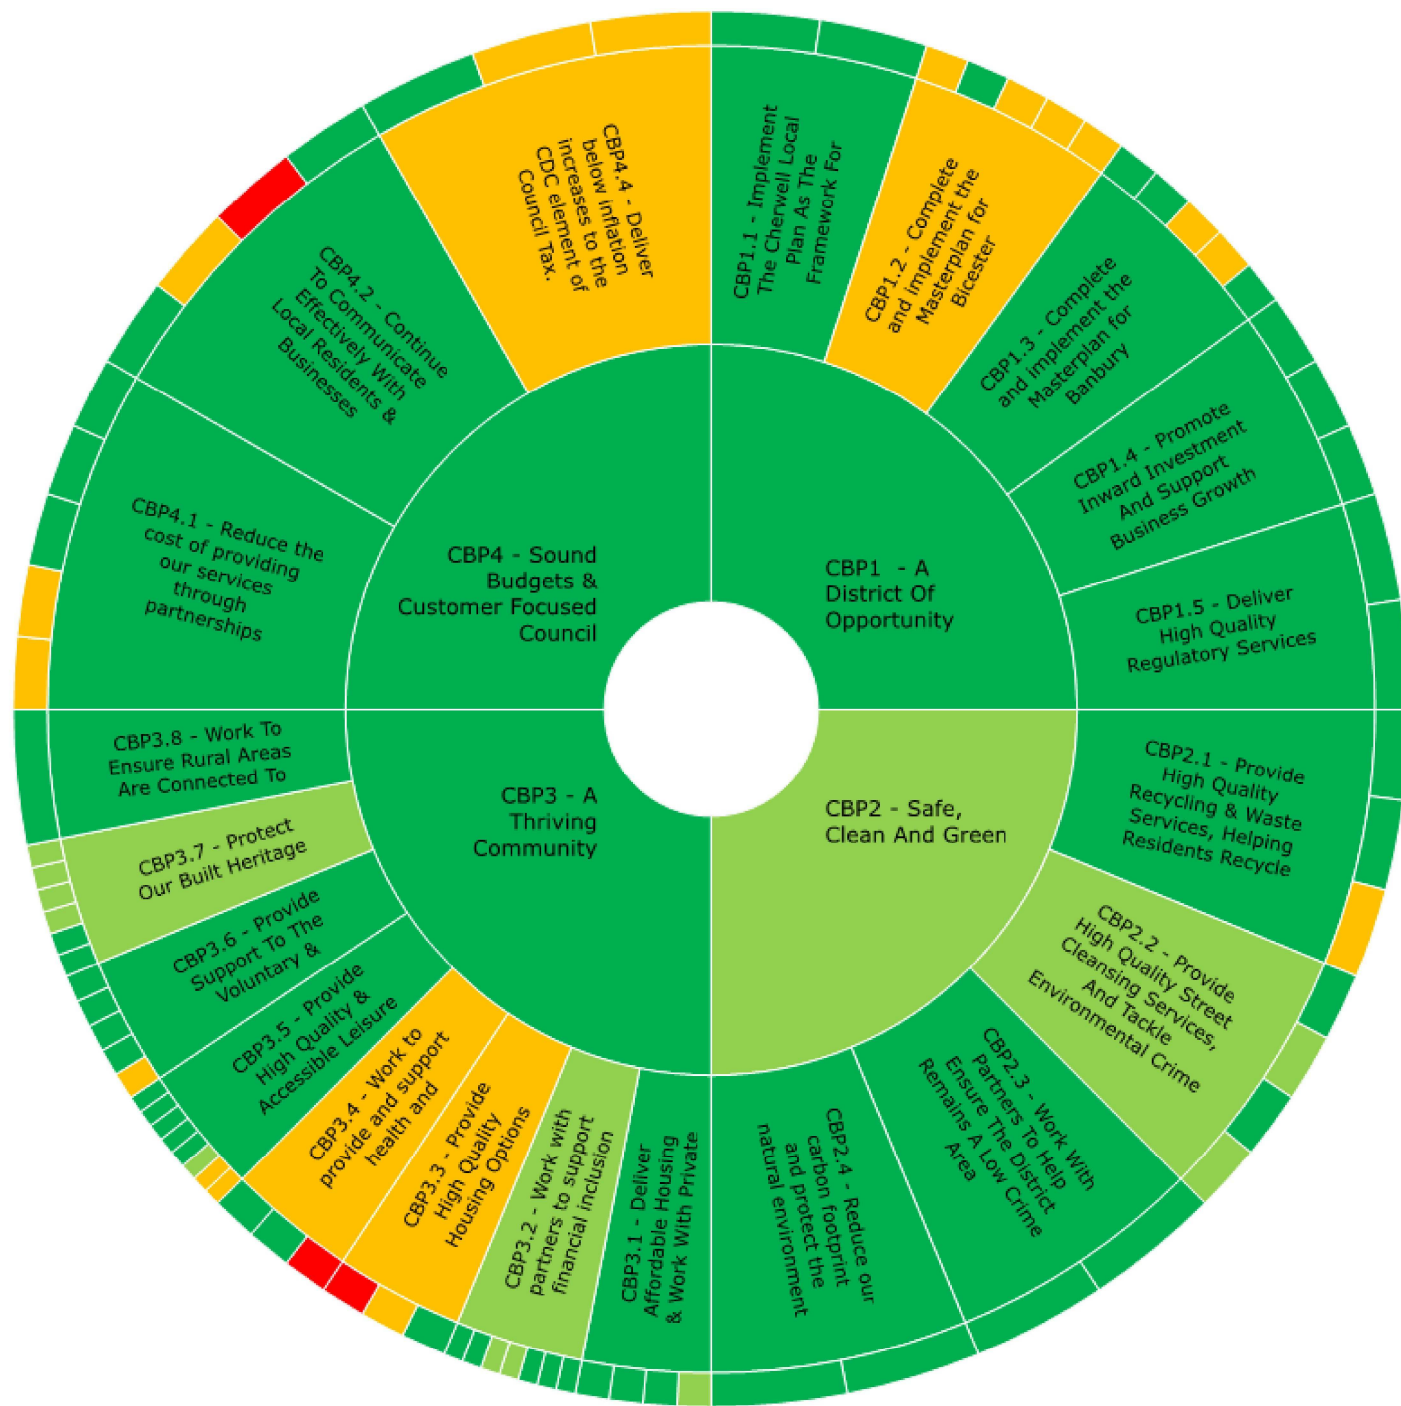 CBP1 - A
District Of
Opportunity
CBP1.1 - Implement
The Cherwell Local
Plan As The
Framework For
CBP1.2 - Complete
and implement the
Masterplan for
Bicester
CBP1.3 - Complete
and implement the
Masterplan for
Banbury
CBP1.4 - Promote
Inward Investment
And Support
Business Growth
CBP1.5 - Deliver
High Quality
Regulatory Services
CBP2 - Safe,
Clean And Green
CBP2.1 - Provide
High Quality
Recycling & Waste
Services, Helping
Residents Recycle
CBP2.2 - Provide
High Quality Street
Cleansing Services,
And Tackle
Environmental Crime
CBP2.3 - Work With
Partners To Help
Ensure The District
Remains A Low Crime
Area
CBP2.4 - Reduce our
carbon footprint
and protect the
natural environment
CBP3 - A
Thriving
Community
CBP3.1 - Deliver
Affordable Housing
& Work With Private
CBP3.2 - Work with
partners to support
financial inclusion
CBP3.3 - Provide
High Quality
Housing Options
CBP3.4 - Work to
provide and support
health and
CBP3.5 - Provide
High Quality &
Accessible Leisure
CBP3.6 - Provide
Support To The
Voluntary &
CBP3.7 - Protect
Our Built Heritage
CBP3.8 - Work To
Ensure Rural Areas
Are Connected To
CBP4 - Sound
Budgets &
Customer Focused
Council
CBP4.1 - Reduce the
cost of providing
our services
through
partnerships
CBP4.2 - Continue
To Communicate
Effectively With
Local Residents &
Businesses
CBP4.4 - Deliver
below inflation
increases to the
CDC element of
Council Tax.